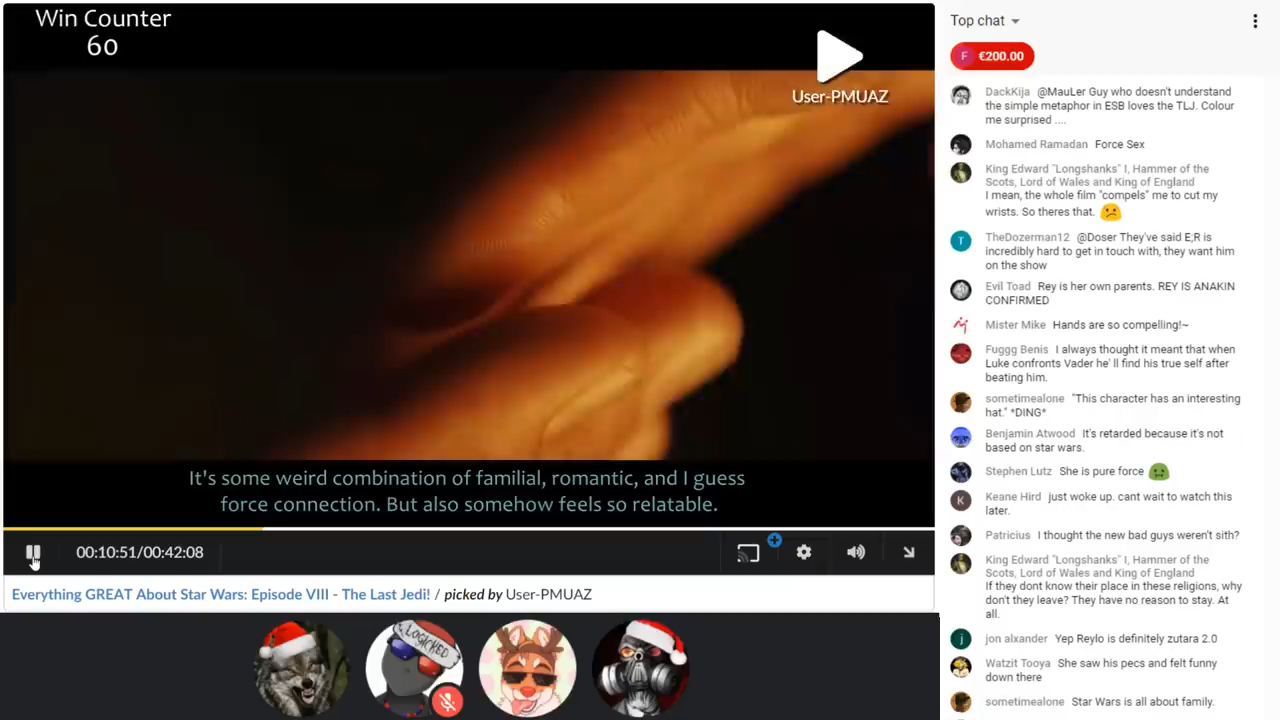 Win Counter
60
User-PMUAZ
It's some weird combination of familial, romantic, and I guess
force connection. But also somehow feels so relatable.
00:10:51/00:42:08
Everything GREAT About Star Wars: Episode VIII - The Last Jedi! / picked by User-PMUAZ
LOGICKED
Top chat
F €200.00
DackKija @MauLer Guy who doesn't understand
the simple metaphor in ESB loves the TLJ. Colour
me surprised ....
Mohamed Ramadan Force Sex
King Edward "Longshanks" I, Hammer of the
Scots, Lord of Wales and King of England
I mean, the whole film "compels" me to cut my
wrists. So theres that.
T TheDozerman12 @Doser They've said E;R is
incredibly hard to get in touch with, they want him
on the show
Evil Toad Rey is her own parents. REY IS ANAKIN
CONFIRMED
Mister Mike Hands are so compelling!~
Fuggg Benis I always thought it meant that when
Luke confronts Vader he' ll find his true self after
beating him.
sometimealone "This character has an interesting
hat." *DING*
Benjamin Atwood It's retarded because it's not
based on star wars.
Stephen Lutz She is pure force
K Keane Hird just woke up. cant wait to watch this
later.
Patricius I thought the new bad guys weren't sith?
King Edward "Longshanks" I, Hammer of the
Scots, Lord of Wales and King of England
If they dont know their place in these religions, why
don't they leave? They have no reason to stay. At
all.
j jon alxander Yep Reylo is definitely zutara 2.0
Watzit Tooya She saw his pecs and felt funny
down there
sometimealone Star Wars is all about family.